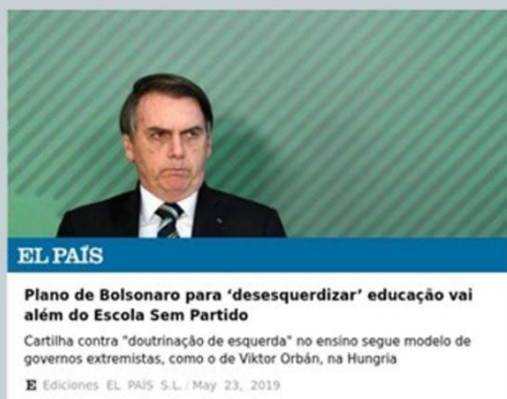 EL PAÍS
Plano de Bolsonaro para ‘desesquerdizar’ educação vai
além do Escola Sem Partido
Cartilha contra "doutrinação de esquerda" no ensino segue modelo de
governos extremistas, como o de Viktor Orbán, na Hungria
E Ediciones EL PAÍS S.L. / May 23, 2019